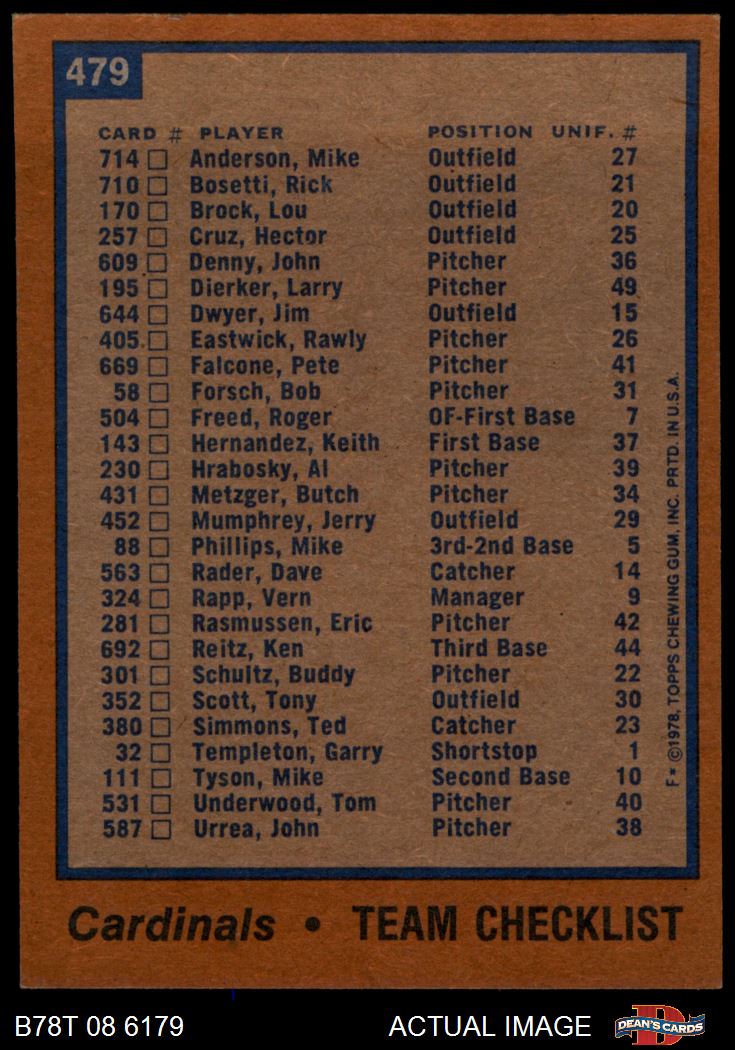 479
CARD # PLAYER POSITION UNIF. #
714 Anderson, Mike Outfield 27
710 Bosetti, Rick Outfield 21
170 Brock, Lou Outfield 20
257 Cruz, Hector Outfield 25
609 Denny, John Pitcher 36
195 Dierker, Larry Pitcher 49
644 Dwyer, Jim Outfield 15
405 Eastwick, Rawly Pitcher 26
669 Falcone, Pete Pitcher 41
58 Forsch, Bob Pitcher 31
504 Freed, Roger OF-First Base 7
143 Hernandez, Keith First Base 37
230 Hrabosky, Al Pitcher 39
431 Metzger, Butch Pitcher 34
452 Mumphrey, Jerry Outfield 29
88 Phillips, Mike 3rd-2nd Base 5
563 Rader, Dave Catcher 14
324 Rapp, Vern Manager 9
281 Rasmussen, Eric Pitcher 42
692 Reitz, Ken Third Base 44
301 Schultz, Buddy Pitcher 22
352 Scott, Tony Outfield 30
380 Simmons, Ted Catcher 23
32 Templeton, Garry Shortstop 1
111 Tyson, Mike Second Base 10
531 Underwood, Tom Pitcher 40
587 Urrea, John Pitcher 38
F* ©1978, TOPPS CHEWING GUM, INC. PRTD. IN U.S.A.
Cardinals • TEAM CHECKLIST
B78T 08 6179 ACTUAL IMAGE
D
DEAN'S CARDS